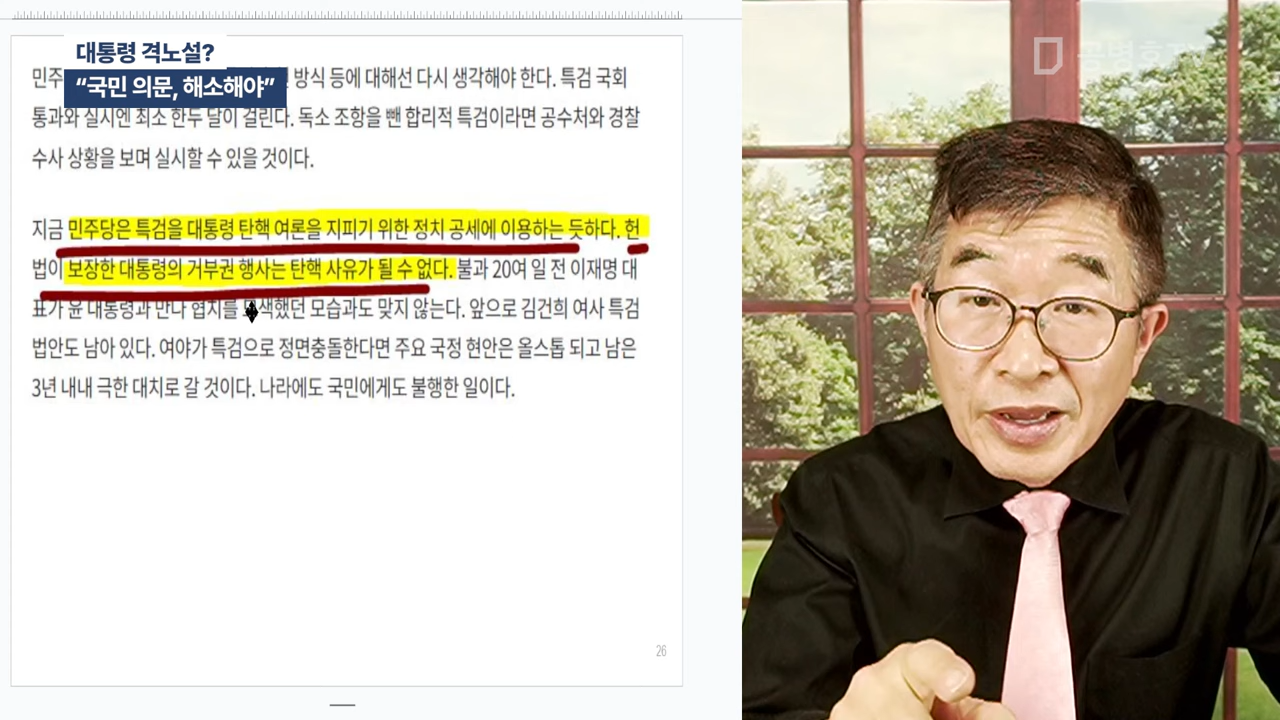 대통령 격노설?
“국민 의문, 해소해야”
민주 방식 등에 대해선 다시 생각해야 한다. 특검 국회
통과와 실시엔 최소 한두 달이 걸린다. 독소 조항을 뺀 합리적 특검이라면 공수처와 경찰
수사 상황을 보며 실시할 수 있을 것이다.
지금 민주당은 특검을 대통령 탄핵 여론을 지피기 위한 정치 공세에 이용하는 듯하다. 헌
법이 보장한 대통령의 거부권 행사는 탄핵 사유가 될 수 없다. 불과 20여 일 전 이재명 대
표가 윤 대통령과 만나 협치를 했던 모습과도 맞지 않는다. 앞으로 김건희 여사 특검
법안도 남아 있다. 여야가 특검으로 정면충돌한다면 주요 국정 현안은 올스톱 되고 남은
3년 내내 극한 대치로 갈 것이다. 나라에도 국민에게도 불행한 일이다.
26